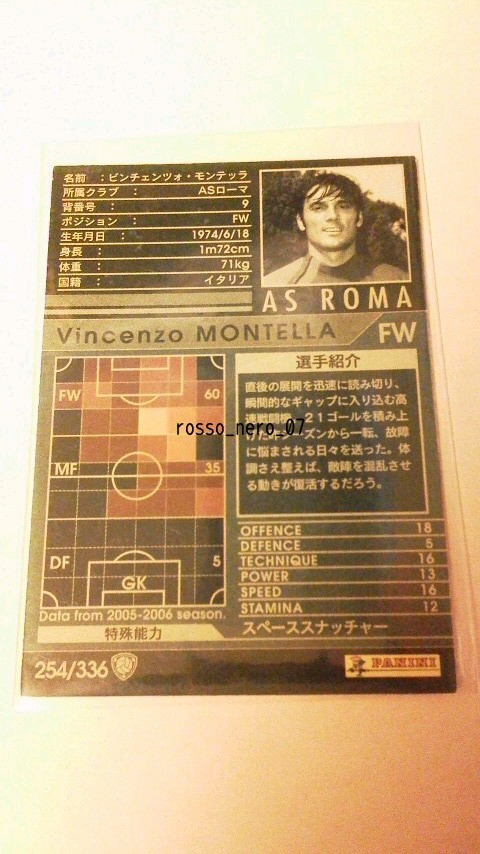 名前 ：ビンチェンツォ・モンテッラ
所属クラブ ： ASローマ
背番号 ： 9
ポジション ： FW
生年月日 ： 1974/6/18
身長 ： 1m72cm
体重 ： 71kg
国籍 ： イタリア
AS ROMA
Vincenzo MONTELLA FW
FW 60
MF 35
DF 5
GK
Data from 2005-2006 season.
選手紹介
直後の展開を迅速に読み切り、
瞬間的なギャップに入り込む高
速戦闘機。21ゴールを積み上
ズンから一転、故障
に悩まされる日々を送った。体
調さえ整えば、敵陣を混乱させ
る動きが復活するだろう。
rosso_nero_07
OFFENCE 18
DEFENCE 5
TECHNIQUE 16
POWER 13
SPEED 16
STAMINA 12
特殊能力 スペーススナッチャー
254/336
PANINI